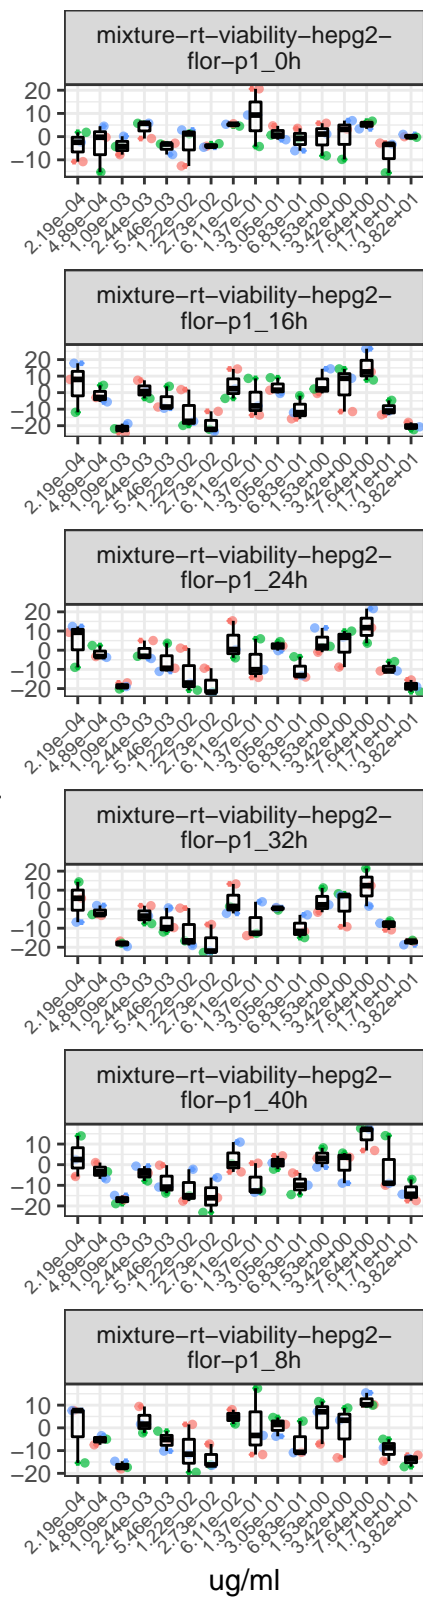 mixture−rt−viability−hepg2−
flor−p1_0h
20
10
0
−10
2.19e−04
4.89e−04
1.09e−03
2.44e−03
5.46e−03
1.22e−02
2.73e−02
6.11e−02
1.37e−01
3.05e−01
6.83e−01
1.53e+00
3.42e+00
7.64e+00
1.71e+01
3.82e+01
mixture−rt−viability−hepg2−
flor−p1_16h
20
10
0
−10
−20
2.19e−04
4.89e−04
1.09e−03
2.44e−03
5.46e−03
1.22e−02
2.73e−02
6.11e−02
1.37e−01
3.05e−01
6.83e−01
1.53e+00
3.42e+00
7.64e+00
1.71e+01
3.82e+01
mixture−rt−viability−hepg2−
flor−p1_24h
20
10
0
−10
−20
2.19e−04
4.89e−04
1.09e−03
2.44e−03
5.46e−03
1.22e−02
2.73e−02
6.11e−02
1.37e−01
3.05e−01
6.83e−01
1.53e+00
3.42e+00
7.64e+00
1.71e+01
3.82e+01
mixture−rt−viability−hepg2−
flor−p1_32h
20
10
0
−10
−20
2.19e−04
4.89e−04
1.09e−03
2.44e−03
5.46e−03
1.22e−02
2.73e−02
6.11e−02
1.37e−01
3.05e−01
6.83e−01
1.53e+00
3.42e+00
7.64e+00
1.71e+01
3.82e+01
mixture−rt−viability−hepg2−
flor−p1_40h
10
0
−10
−20
2.19e−04
4.89e−04
1.09e−03
2.44e−03
5.46e−03
1.22e−02
2.73e−02
6.11e−02
1.37e−01
3.05e−01
6.83e−01
1.53e+00
3.42e+00
7.64e+00
1.71e+01
3.82e+01
mixture−rt−viability−hepg2−
flor−p1_8h
10
0
−10
−20
2.19e−04
4.89e−04
1.09e−03
2.44e−03
5.46e−03
1.22e−02
2.73e−02
6.11e−02
1.37e−01
3.05e−01
6.83e−01
1.53e+00
3.42e+00
7.64e+00
1.71e+01
3.82e+01
ug/ml